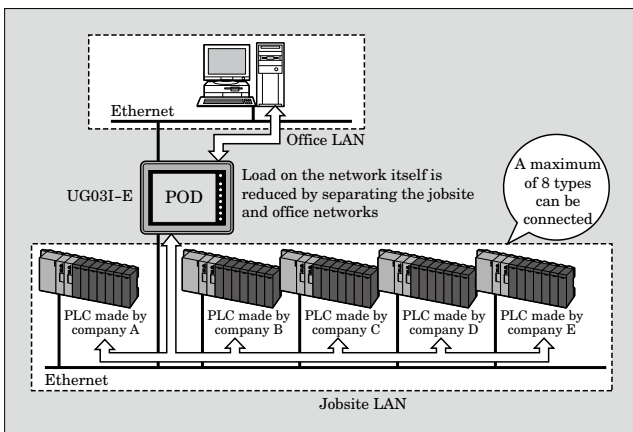 Ethernet
Office LAN
UG03I-E
POD
Load on the network itself is
reduced by separating the jobsite
and office networks
A maximum
of 8 types
can be
connected
PLC made by
company A
PLC made by
company B
PLC made by
company C
PLC made by
company D
PLC made by
company E
Ethernet
Jobsite LAN